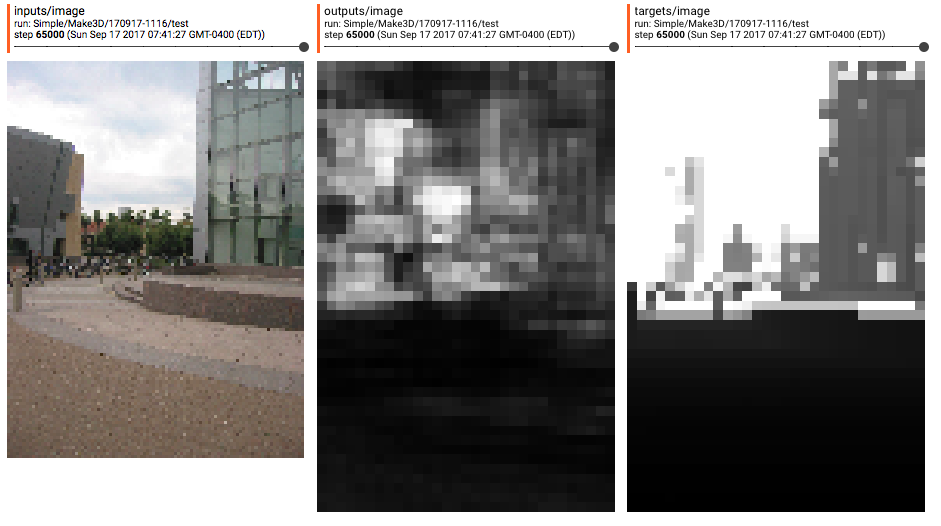 inputs/image
run: Simple/Make3D/170917-1116/test
step 65000 (Sun Sep 17 2017 07:41:27 GMT-0400 (EDT))
outputs/image
run: Simple/Make3D/170917-1116/test
step 65000 (Sun Sep 17 2017 07:41:27 GMT-0400 (EDT))
targets/image
run: Simple/Make3D/170917-1116/test
step 65000 (Sun Sep 17 2017 07:41:27 GMT-0400 (EDT))